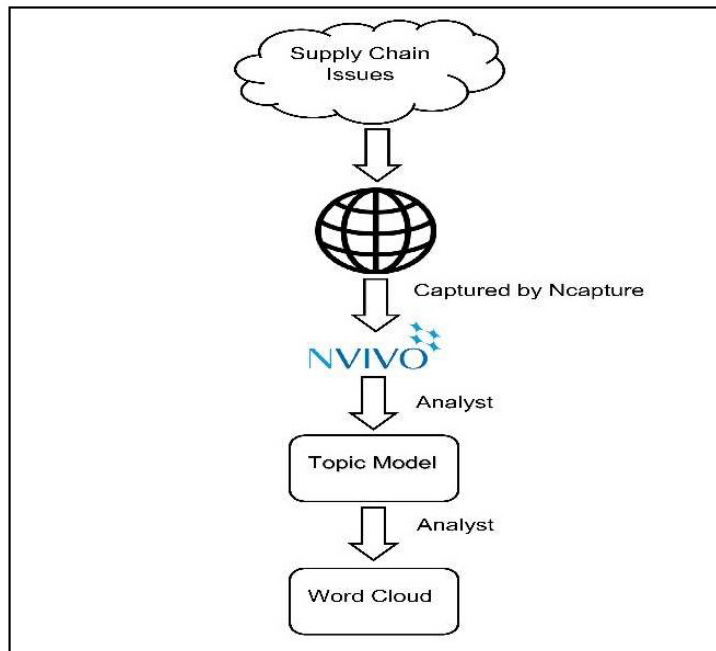 Supply Chain
Issues
Captured by Ncapture
NVIVO
Analyst
Topic Model
Analyst
Word Cloud